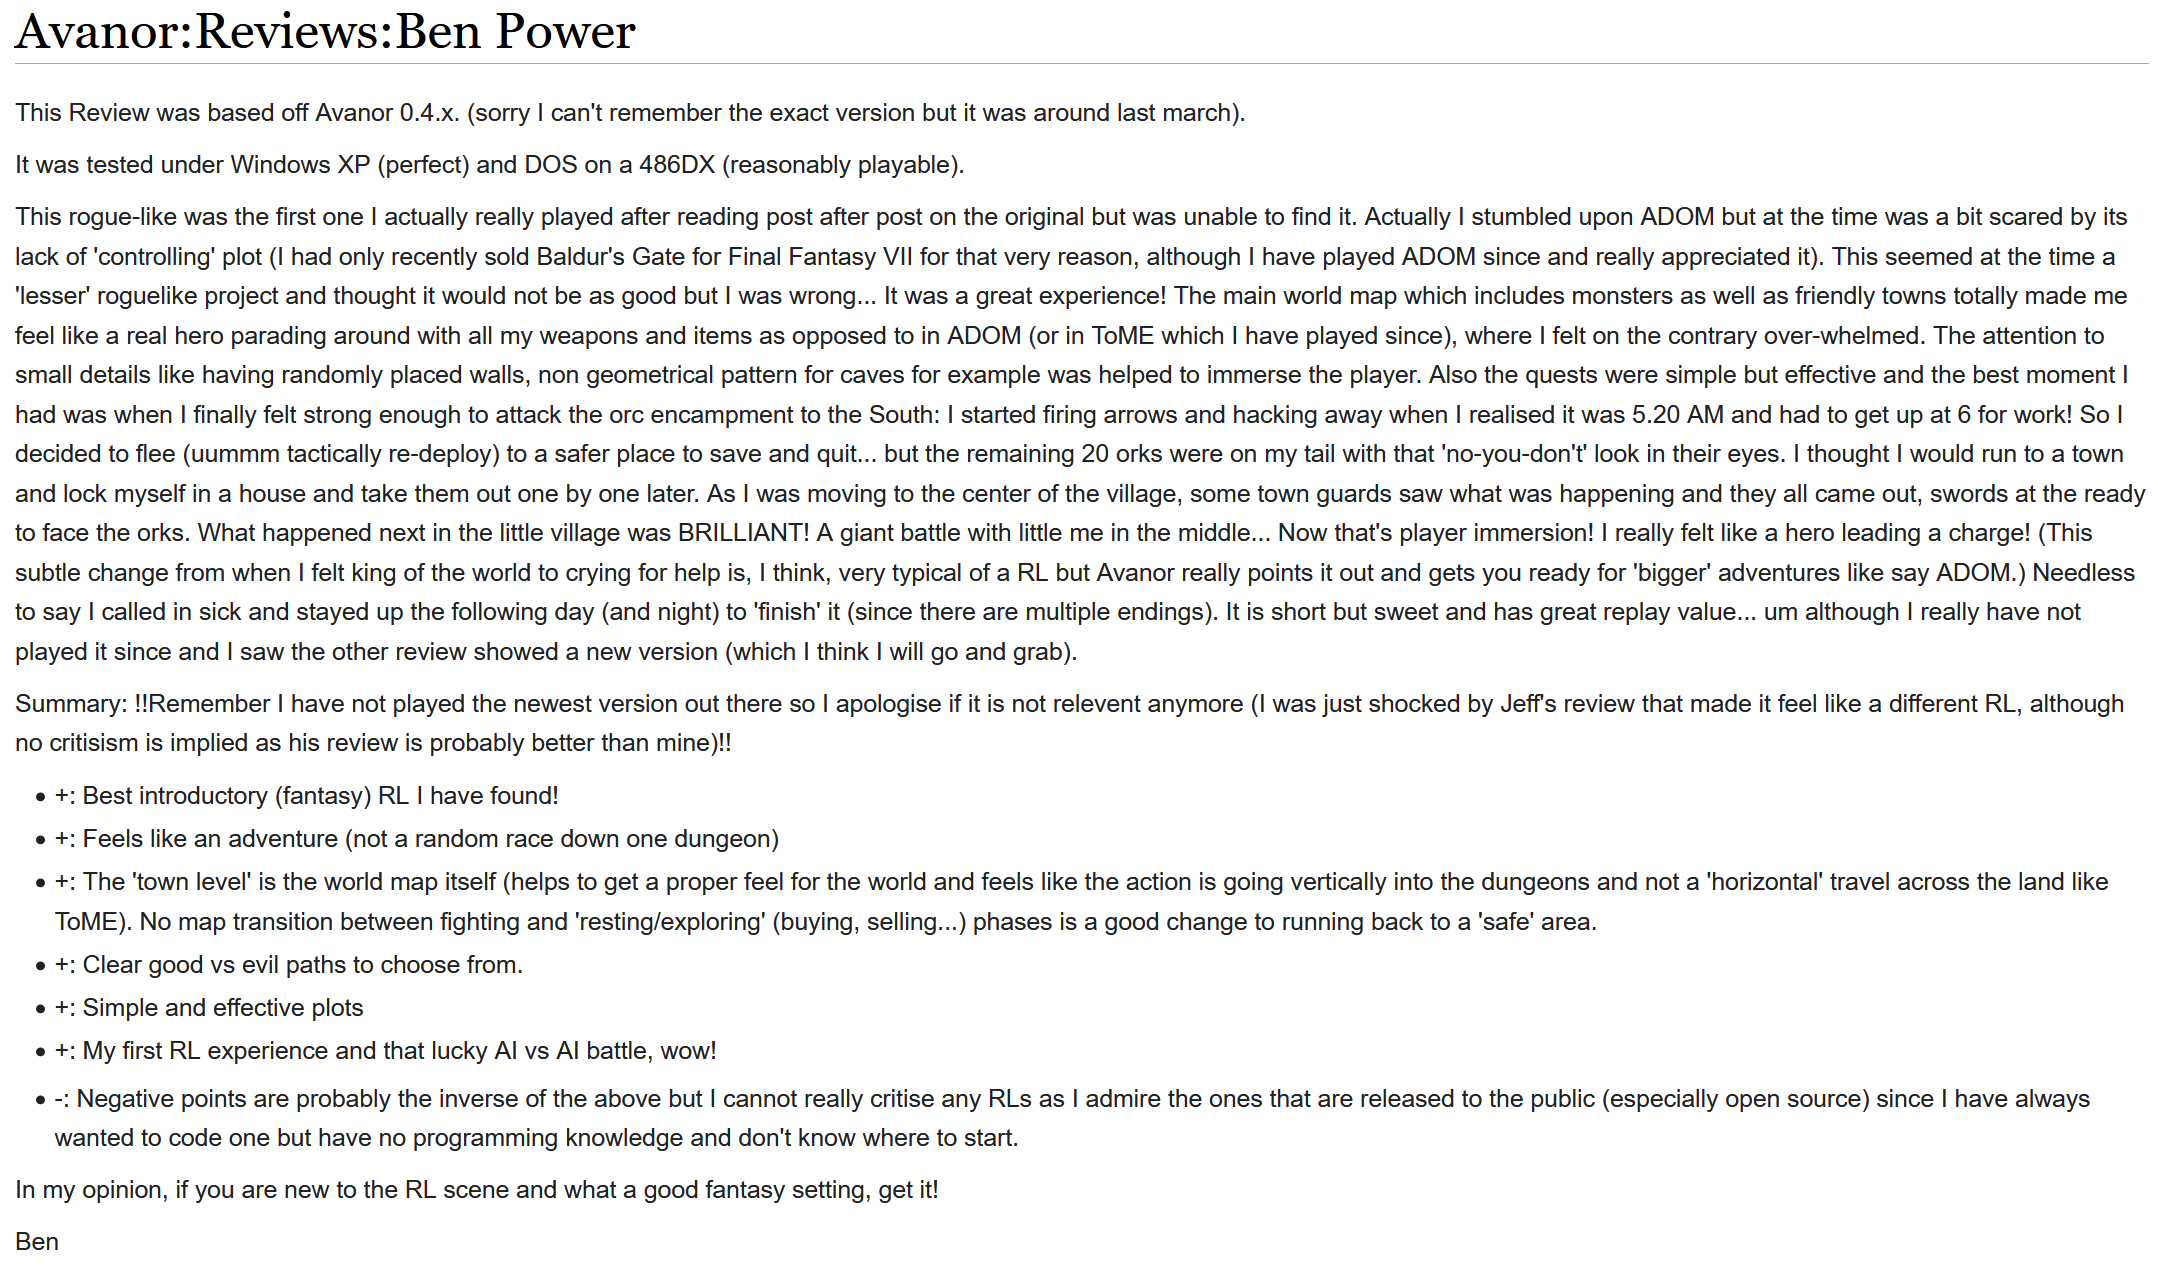 Avanor:Reviews:Ben Power
This Review was based off Avanor 0.4.x. (sorry I can't remember the exact version but it was around last march).
It was tested under Windows XP (perfect) and DOS on a 486DX (reasonably playable).
This rogue-like was the first one I actually really played after reading post after post on the original but was unable to find it. Actually I stumbled upon ADOM but at the time was a bit scared by its
lack of 'controlling' plot (I had only recently sold Baldur's Gate for Final Fantasy VII for that very reason, although I have played ADOM since and really appreciated it). This seemed at the time a
'lesser' roguelike project and thought it would not be as good but I was wrong... It was a great experience! The main world map which includes monsters as well as friendly towns totally made me
feel like a real hero parading around with all my weapons and items as opposed to in ADOM (or in ToME which I have played since), where I felt on the contrary over-whelmed. The attention to
small details like having randomly placed walls, non geometrical pattern for caves for example was helped to immerse the player. Also the quests were simple but effective and the best moment I
had was when I finally felt strong enough to attack the orc encampment to the South: I started firing arrows and hacking away when I realised it was 5.20 AM and had to get up at 6 for work! So I
decided to flee (uummm tactically re-deploy) to a safer place to save and quit... but the remaining 20 orks were on my tail with that 'no-you-don't' look in their eyes. I thought I would run to a town
and lock myself in a house and take them out one by one later. As I was moving to the center of the village, some town guards saw what was happening and they all came out, swords at the ready
to face the orks. What happened next in the little village was BRILLIANT! A giant battle with little me in the middle... Now that's player immersion! I really felt like a hero leading a charge! (This
subtle change from when I felt king of the world to crying for help is, I think, very typical of a RL but Avanor really points it out and gets you ready for 'bigger' adventures like say ADOM.) Needless
to say I called in sick and stayed up the following day (and night) to 'finish' it (since there are multiple endings). It is short but sweet and has great replay value... um although I really have not
played it since and I saw the other review showed a new version (which I think I will go and grab).
Summary: !!Remember I have not played the newest version out there so I apologise if it is not relevent anymore (I was just shocked by Jeff's review that made it feel like a different RL, although
no critisism is implied as his review is probably better than mine)!!
• +: Best introductory (fantasy) RL I have found!
• +: Feels like an adventure (not a random race down one dungeon)
• +: The 'town level' is the world map itself (helps to get a proper feel for the world and feels like the action is going vertically into the dungeons and not a 'horizontal' travel across the land like
ToME). No map transition between fighting and 'resting/exploring' (buying, selling...) phases is a good change to running back to a 'safe' area.
• +: Clear good vs evil paths to choose from.
• +: Simple and effective plots
• +: My first RL experience and that lucky AI vs AI battle, wow!
• -: Negative points are probably the inverse of the above but I cannot really critise any RLs as I admire the ones that are released to the public (especially open source) since I have always
wanted to code one but have no programming knowledge and don't know where to start.
In my opinion, if you are new to the RL scene and what a good fantasy setting, get it!
Ben